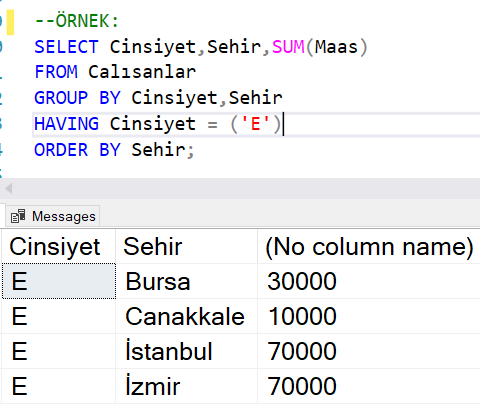 --ÖRNEK:
SELECT Cinsiyet,Sehir,SUM(Maas)
FROM Calısanlar
GROUP BY Cinsiyet,Sehir
HAVING Cinsiyet = ('E')
ORDER BY Sehir;
Messages
Cinsiyet Sehir (No column name)
E Bursa 30000
E Canakkale 10000
E İstanbul 70000
E İzmir 70000